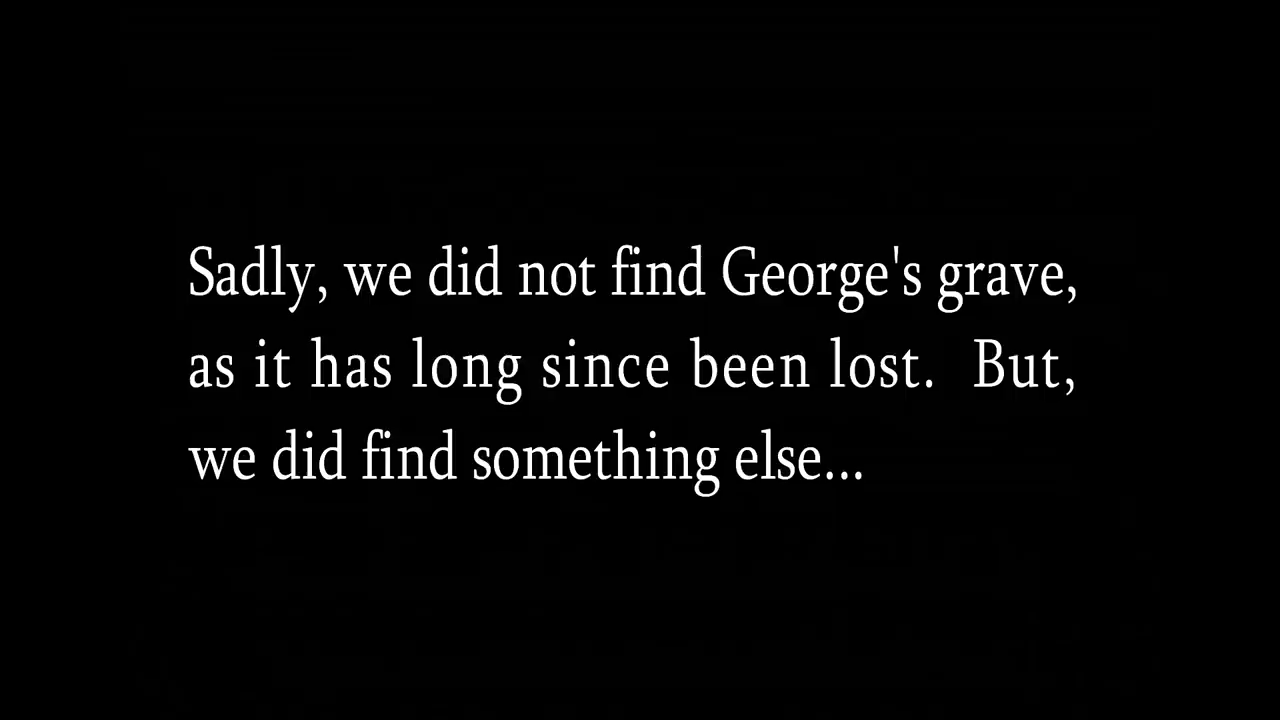 Sadly, we did not find George's grave,
as it has long since been lost.  But,
we did find something else...